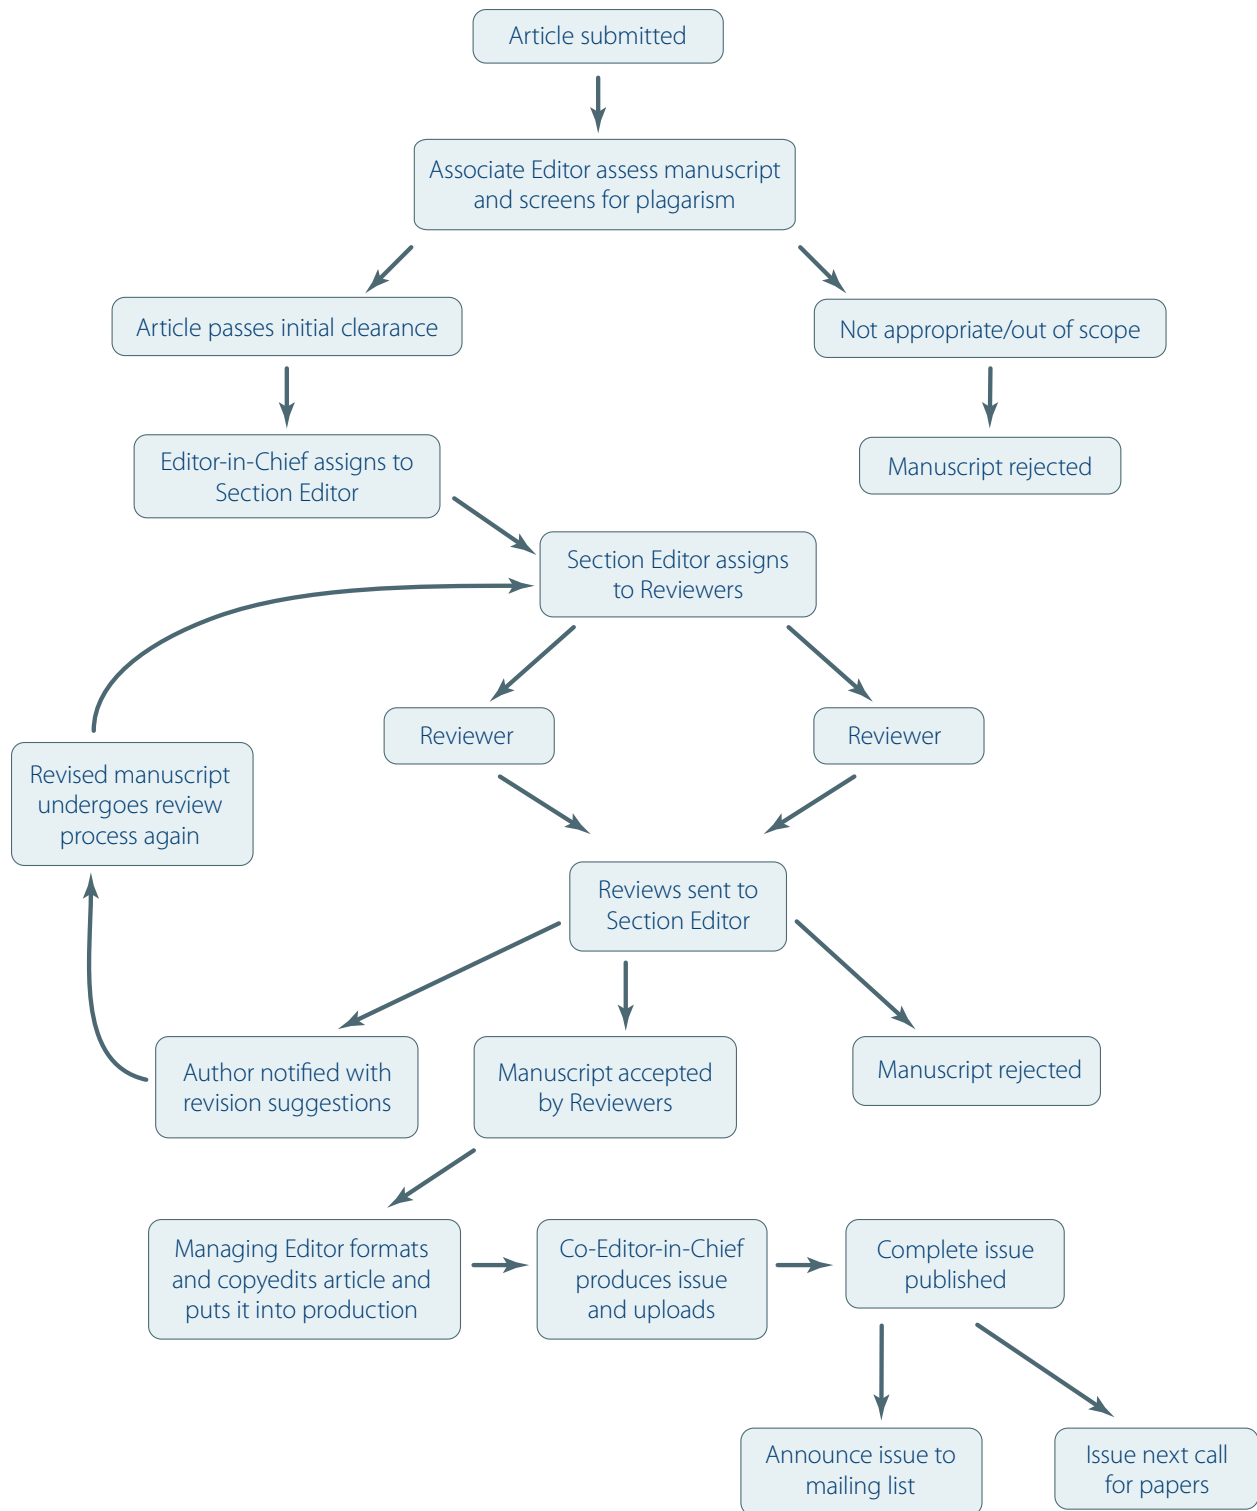 Article submitted
Associate Editor assess manuscript
and screens for plagarism
Article passes initial clearance
Not appropriate/out of scope
Editor-in-Chief assigns to
Section Editor
Manuscript rejected
Section Editor assigns
to Reviewers
Reviewer
Reviewer
Revised manuscript
undergoes review
process again
Reviews sent to
Section Editor
Author notified with
revision suggestions
Manuscript accepted
by Reviewers
Manuscript rejected
Managing Editor formats
and copyedits article and
puts it into production
Co-Editor-in-Chief
produces issue
and uploads
Complete issue
published
Announce issue to
mailing list
Issue next call
for papers